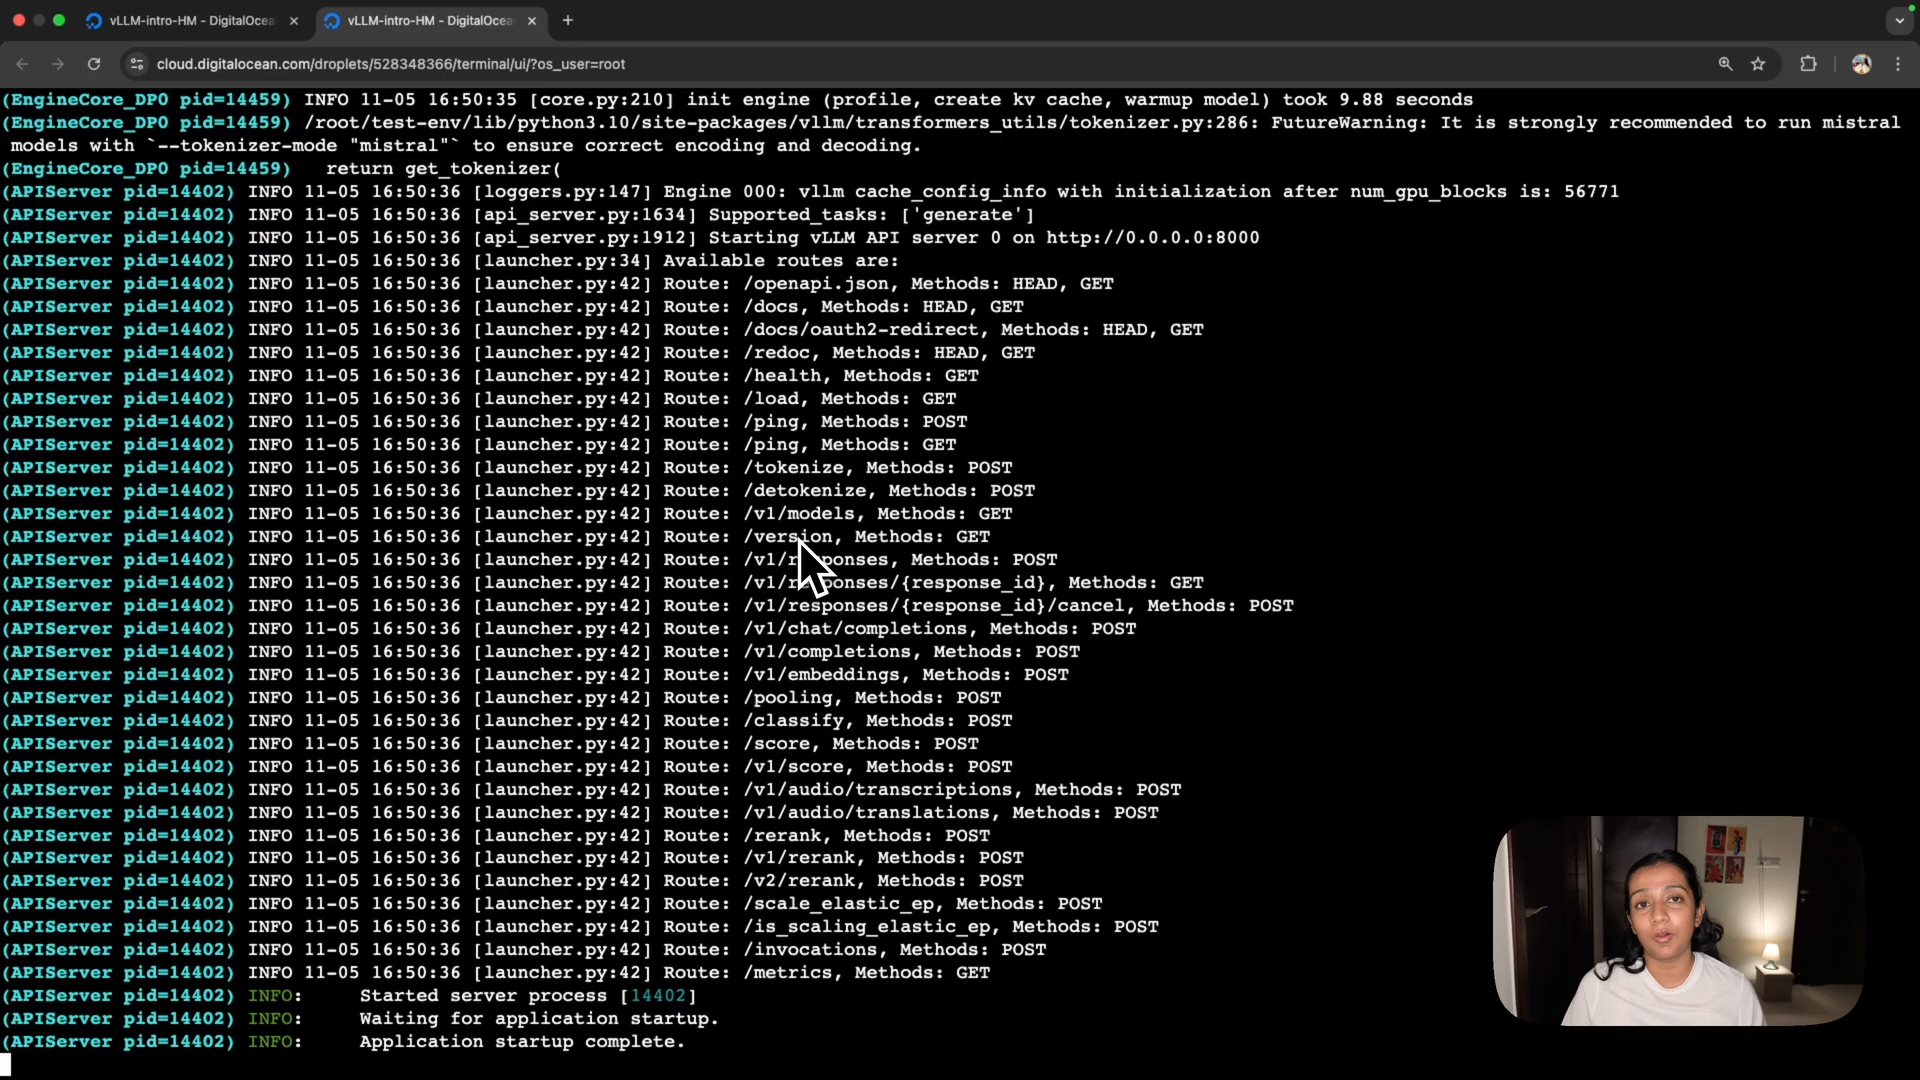 vLLM-intro-HM - DigitalOcea
vLLM-intro-HM - DigitalOcea
cloud.digitalocean.com/droplets/528348366/terminal/ui/?os_user=root
(EngineCore_DP0 pid=14459) INFO 11-05 16:50:35 [core.py:210] init engine (profile, create kv cache, warmup model) took 9.88 seconds
(EngineCore_DP0 pid=14459) /root/test-env/lib/python3.10/site-packages/vllm/transformers_utils/tokenizer.py:286: FutureWarning: It is strongly recommended to run mistral
models with `--tokenizer-mode "mistral"` to ensure correct encoding and decoding.
(EngineCore_DP0 pid=14459)   return get_tokenizer(
(APIServer pid=14402) INFO 11-05 16:50:36 [loggers.py:147] Engine 000: vllm cache_config_info with initialization after num_gpu_blocks is: 56771
(APIServer pid=14402) INFO 11-05 16:50:36 [api_server.py:1634] Supported_tasks: ['generate']
(APIServer pid=14402) INFO 11-05 16:50:36 [api_server.py:1912] Starting vLLM API server 0 on http://0.0.0.0:8000
(APIServer pid=14402) INFO 11-05 16:50:36 [launcher.py:34] Available routes are:
(APIServer pid=14402) INFO 11-05 16:50:36 [launcher.py:42] Route: /openapi.json, Methods: HEAD, GET
(APIServer pid=14402) INFO 11-05 16:50:36 [launcher.py:42] Route: /docs, Methods: HEAD, GET
(APIServer pid=14402) INFO 11-05 16:50:36 [launcher.py:42] Route: /docs/oauth2-redirect, Methods: HEAD, GET
(APIServer pid=14402) INFO 11-05 16:50:36 [launcher.py:42] Route: /redoc, Methods: HEAD, GET
(APIServer pid=14402) INFO 11-05 16:50:36 [launcher.py:42] Route: /health, Methods: GET
(APIServer pid=14402) INFO 11-05 16:50:36 [launcher.py:42] Route: /load, Methods: GET
(APIServer pid=14402) INFO 11-05 16:50:36 [launcher.py:42] Route: /ping, Methods: POST
(APIServer pid=14402) INFO 11-05 16:50:36 [launcher.py:42] Route: /ping, Methods: GET
(APIServer pid=14402) INFO 11-05 16:50:36 [launcher.py:42] Route: /tokenize, Methods: POST
(APIServer pid=14402) INFO 11-05 16:50:36 [launcher.py:42] Route: /detokenize, Methods: POST
(APIServer pid=14402) INFO 11-05 16:50:36 [launcher.py:42] Route: /v1/models, Methods: GET
(APIServer pid=14402) INFO 11-05 16:50:36 [launcher.py:42] Route: /version, Methods: GET
(APIServer pid=14402) INFO 11-05 16:50:36 [launcher.py:42] Route: /v1/responses, Methods: POST
(APIServer pid=14402) INFO 11-05 16:50:36 [launcher.py:42] Route: /v1/responses/{response_id}, Methods: GET
(APIServer pid=14402) INFO 11-05 16:50:36 [launcher.py:42] Route: /v1/responses/{response_id}/cancel, Methods: POST
(APIServer pid=14402) INFO 11-05 16:50:36 [launcher.py:42] Route: /v1/chat/completions, Methods: POST
(APIServer pid=14402) INFO 11-05 16:50:36 [launcher.py:42] Route: /v1/completions, Methods: POST
(APIServer pid=14402) INFO 11-05 16:50:36 [launcher.py:42] Route: /v1/embeddings, Methods: POST
(APIServer pid=14402) INFO 11-05 16:50:36 [launcher.py:42] Route: /pooling, Methods: POST
(APIServer pid=14402) INFO 11-05 16:50:36 [launcher.py:42] Route: /classify, Methods: POST
(APIServer pid=14402) INFO 11-05 16:50:36 [launcher.py:42] Route: /score, Methods: POST
(APIServer pid=14402) INFO 11-05 16:50:36 [launcher.py:42] Route: /v1/score, Methods: POST
(APIServer pid=14402) INFO 11-05 16:50:36 [launcher.py:42] Route: /v1/audio/transcriptions, Methods: POST
(APIServer pid=14402) INFO 11-05 16:50:36 [launcher.py:42] Route: /v1/audio/translations, Methods: POST
(APIServer pid=14402) INFO 11-05 16:50:36 [launcher.py:42] Route: /rerank, Methods: POST
(APIServer pid=14402) INFO 11-05 16:50:36 [launcher.py:42] Route: /v1/rerank, Methods: POST
(APIServer pid=14402) INFO 11-05 16:50:36 [launcher.py:42] Route: /v2/rerank, Methods: POST
(APIServer pid=14402) INFO 11-05 16:50:36 [launcher.py:42] Route: /scale_elastic_ep, Methods: POST
(APIServer pid=14402) INFO 11-05 16:50:36 [launcher.py:42] Route: /is_scaling_elastic_ep, Methods: POST
(APIServer pid=14402) INFO 11-05 16:50:36 [launcher.py:42] Route: /invocations, Methods: POST
(APIServer pid=14402) INFO 11-05 16:50:36 [launcher.py:42] Route: /metrics, Methods: GET
(APIServer pid=14402) INFO:     Started server process [14402]
(APIServer pid=14402) INFO:     Waiting for application startup.
(APIServer pid=14402) INFO:     Application startup complete.